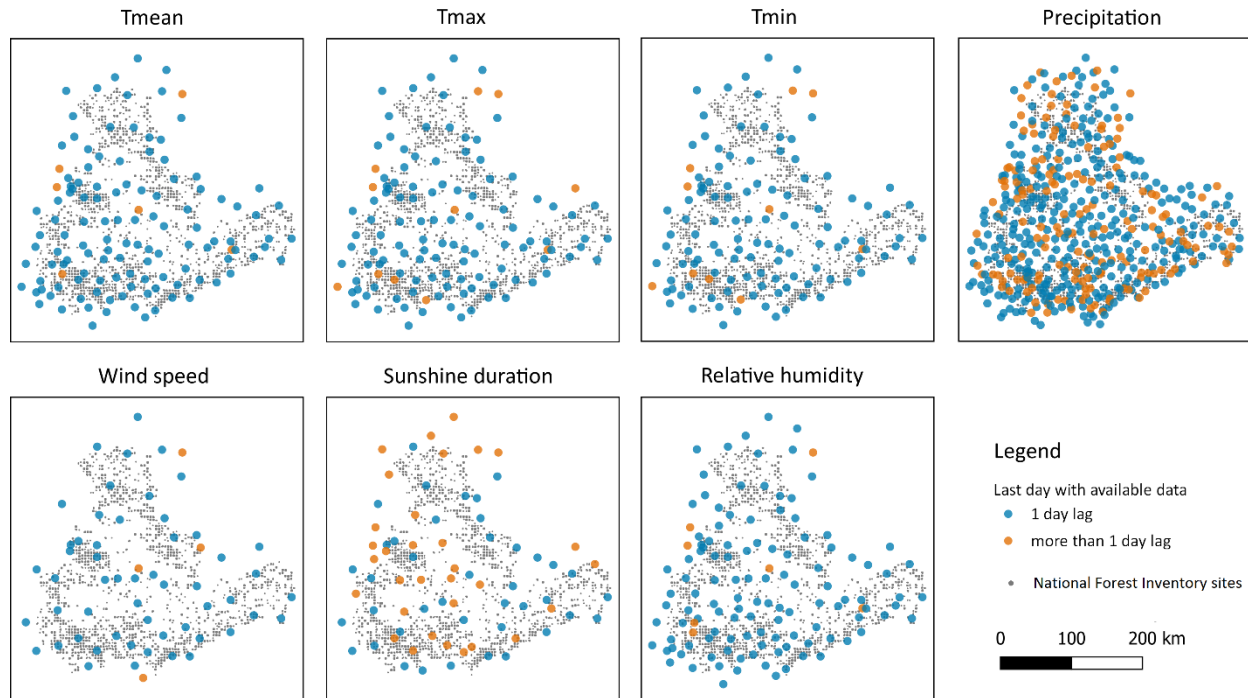 Tmean
Tmax
Tmin
Precipitation
Wind speed
Sunshine duration
Relative humidity
Legend
Last day with available data
1 day lag
more than 1 day lag
National Forest Inventory sites
0 100 200 km